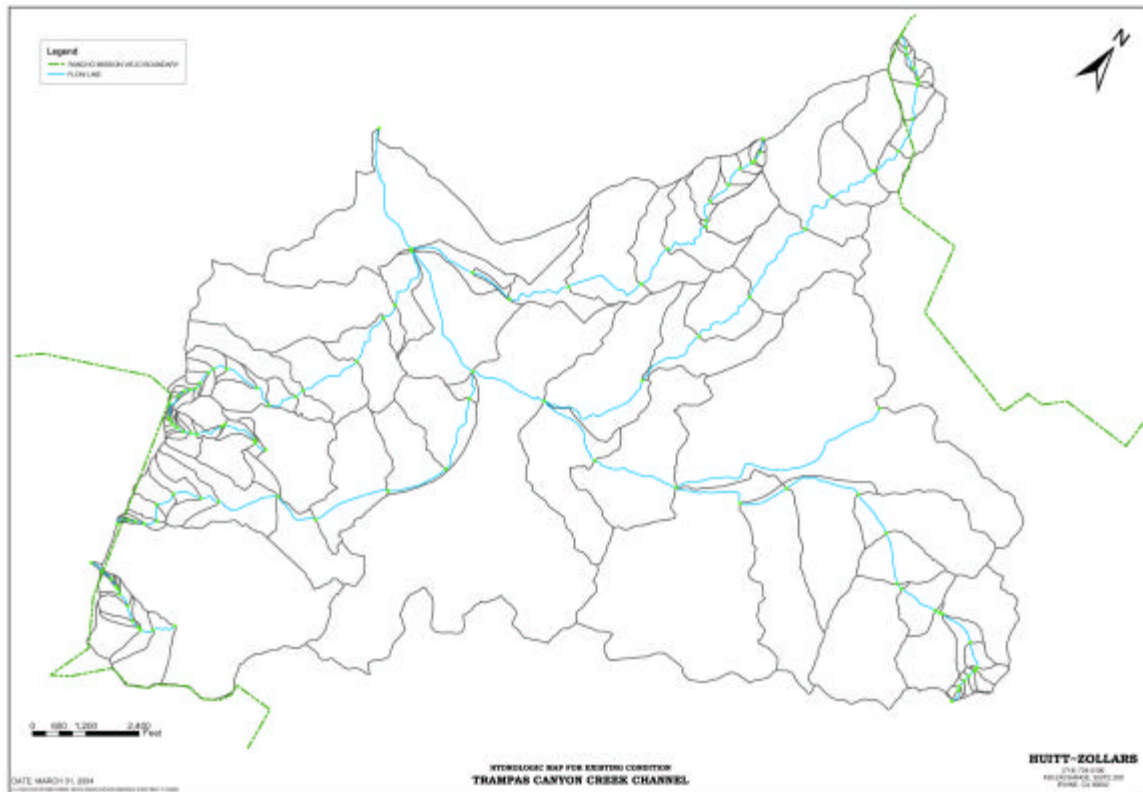 Legend
RANCHO MISSION VIEJO BOUNDARY
FLOW LINE
N
0 600 1,200 2,400
Feet
DATE: MARCH 31, 2004
HYDROLOGIC MAP FOR EXISTING CONDITION
TRAMPAS CANYON CREEK CHANNEL
HUITT~ZOLLARS